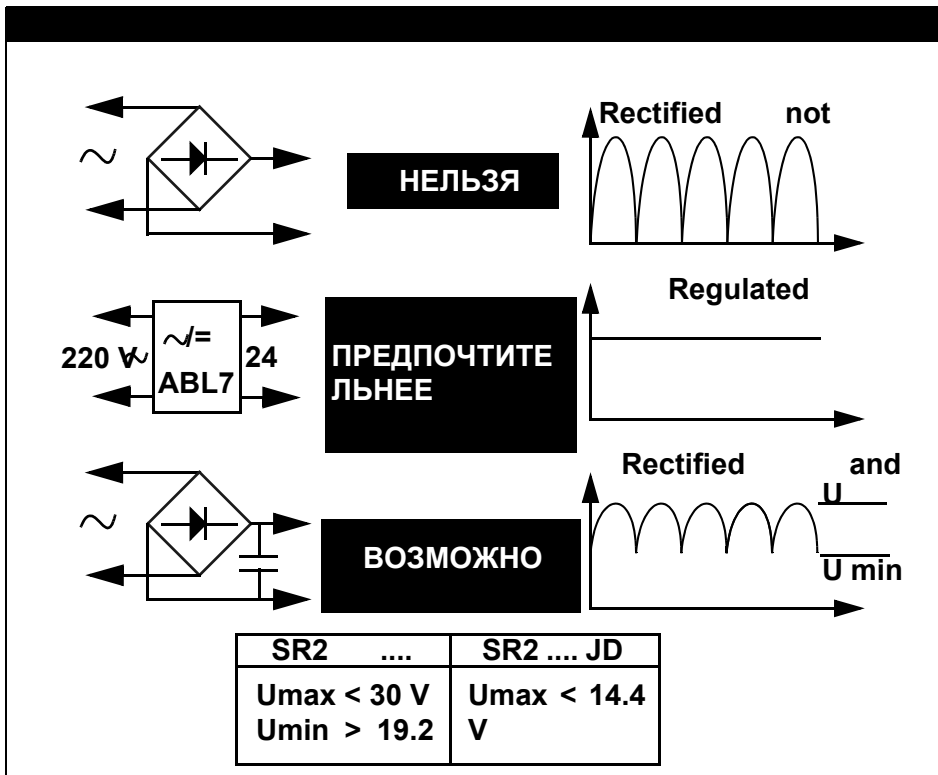 Rectified not
НЕЛЬЗЯ
Regulated
220 V~
~/=
ABL7
24
ПРЕДПОЧТИТЕ
ЛЬНЕЕ
Rectified and
U
U min
ВОЗМОЖНО
SR2 ....
SR2 .... JD
Umax < 30 V
Umin > 19.2
Umax < 14.4
V